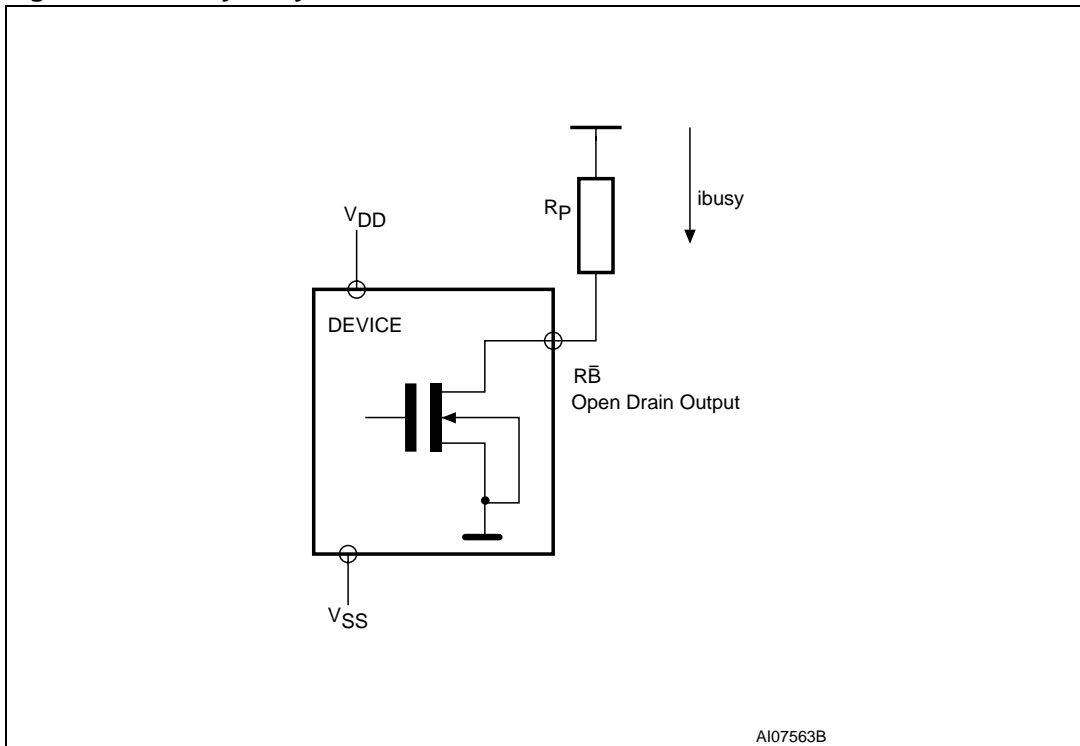 RP
ibusy
VDD
DEVICE
RB̄
Open Drain Output
VSS
AI07563B